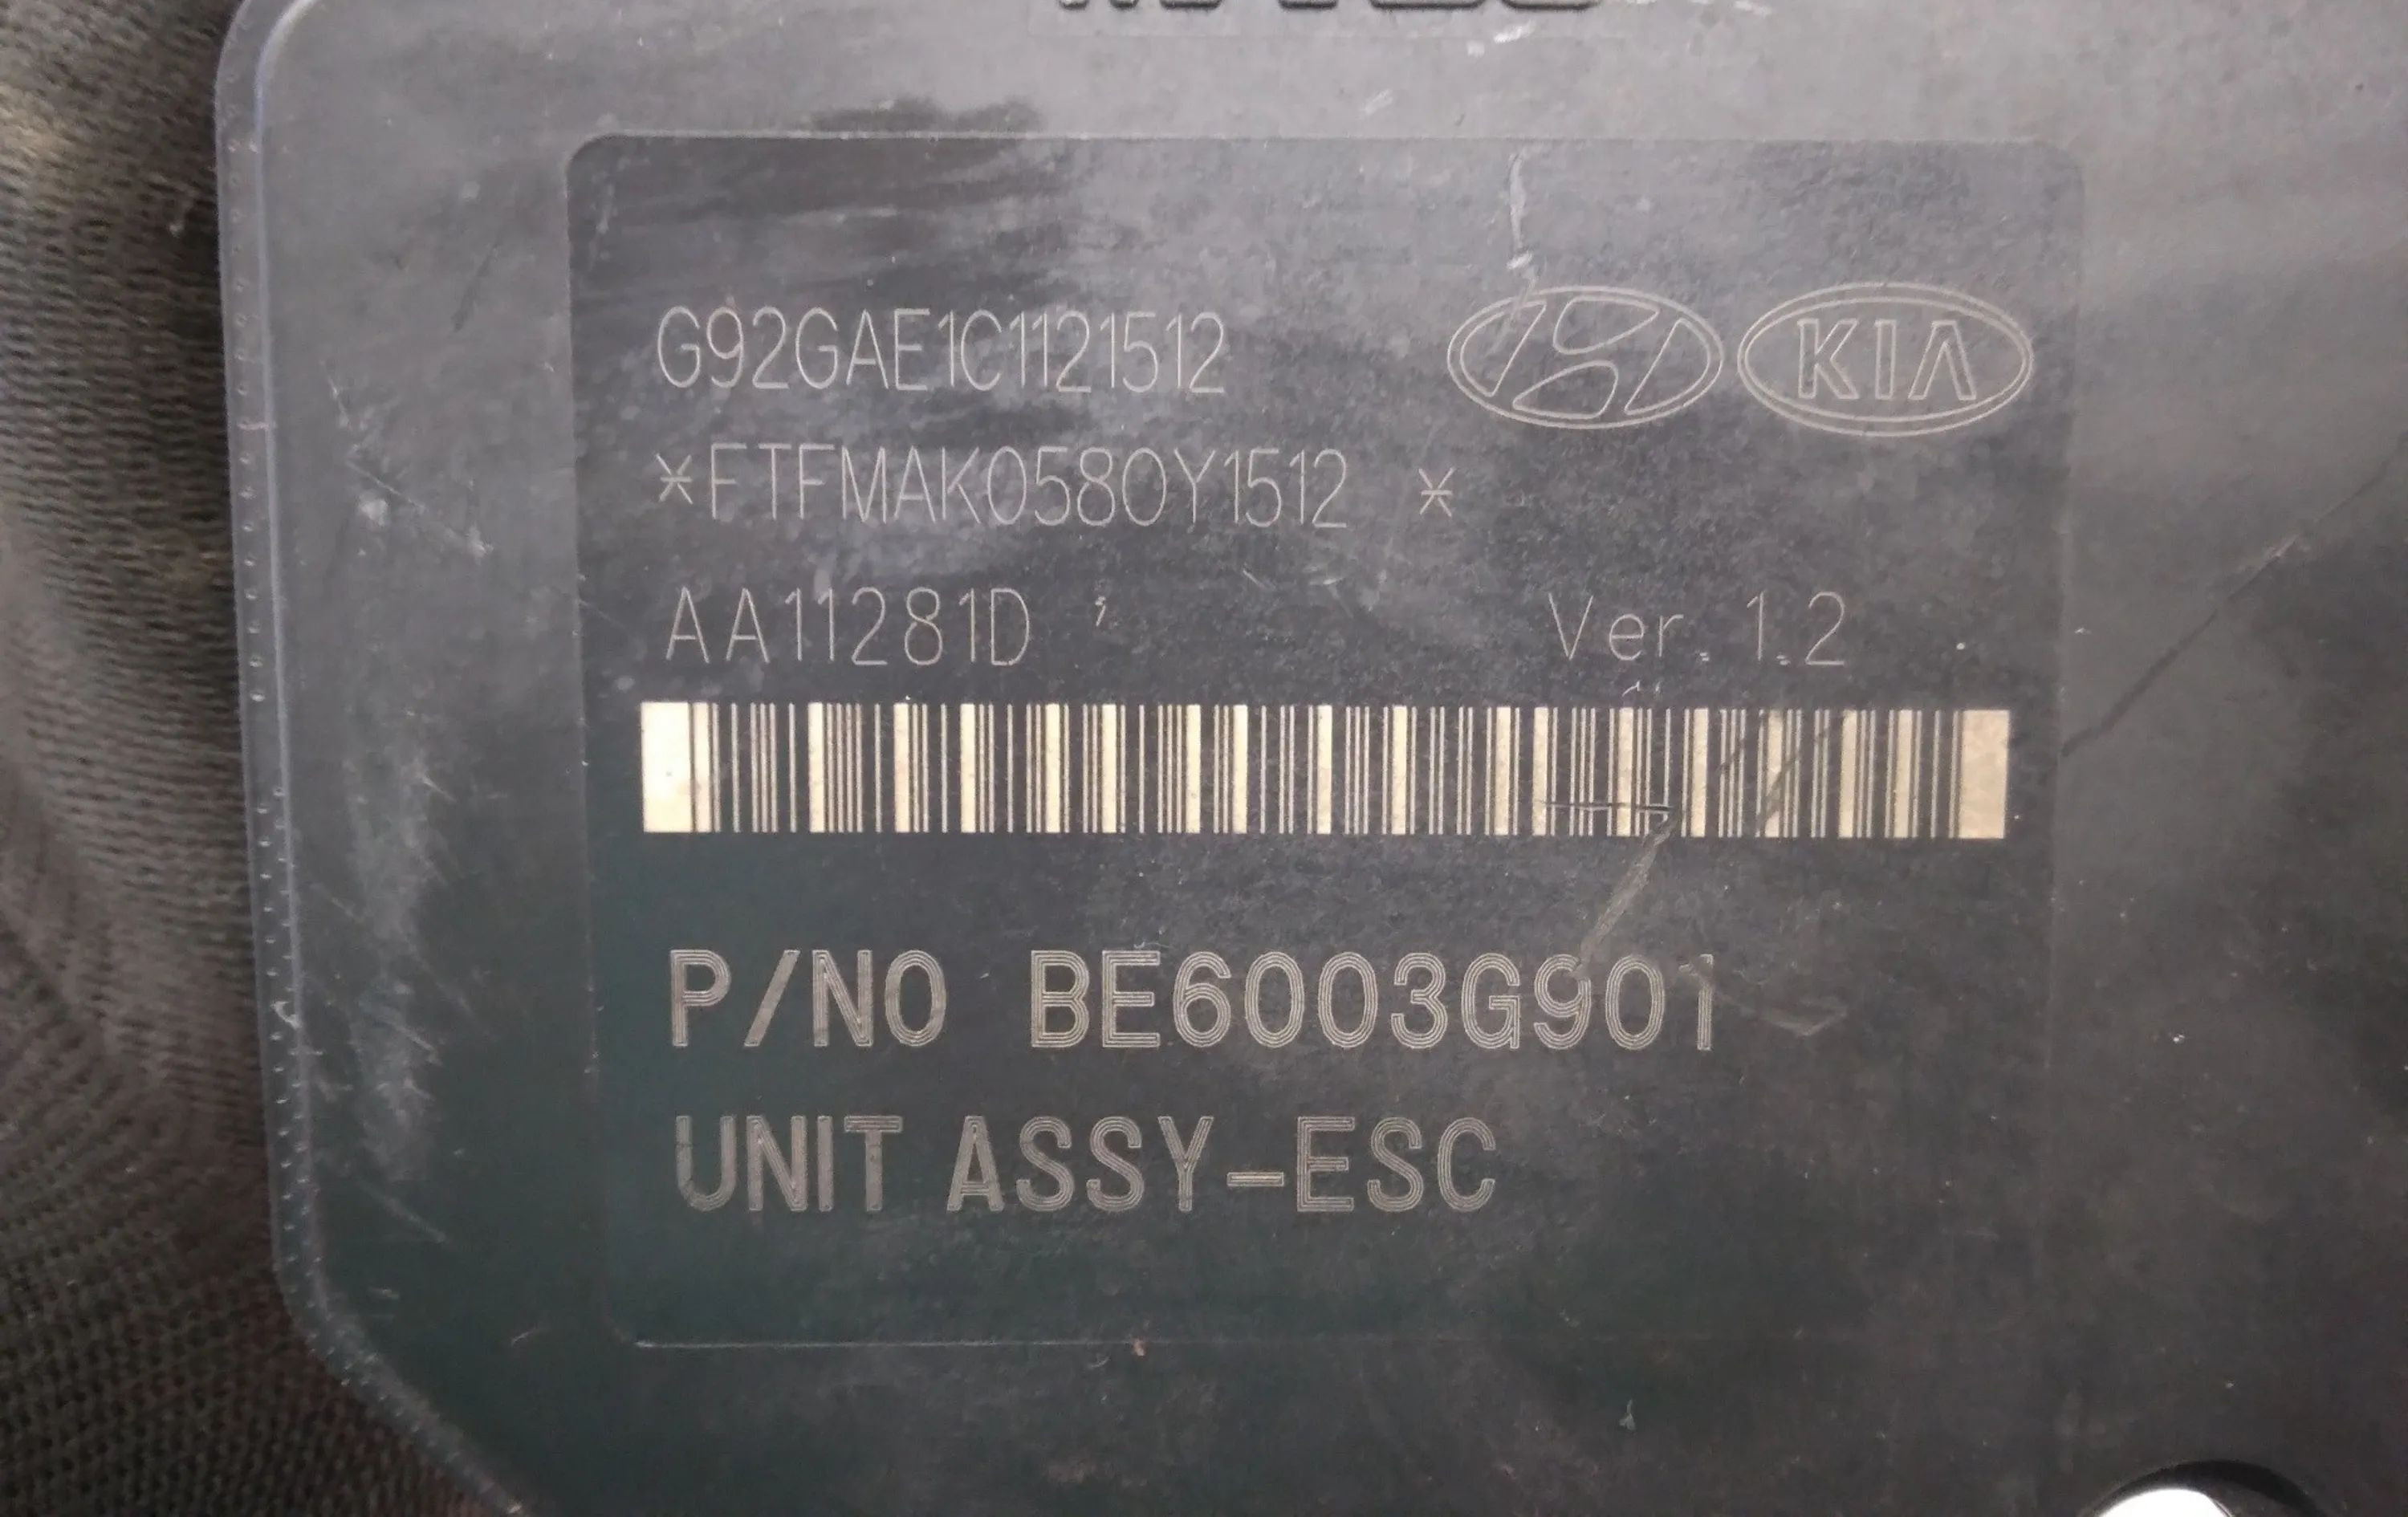 G92GAE1C1121512
KIA
*FTFMAK0580Y1512 *
AA11281D Ver. 1.2
P/NO BE6003G901
UNIT ASSY-ESC